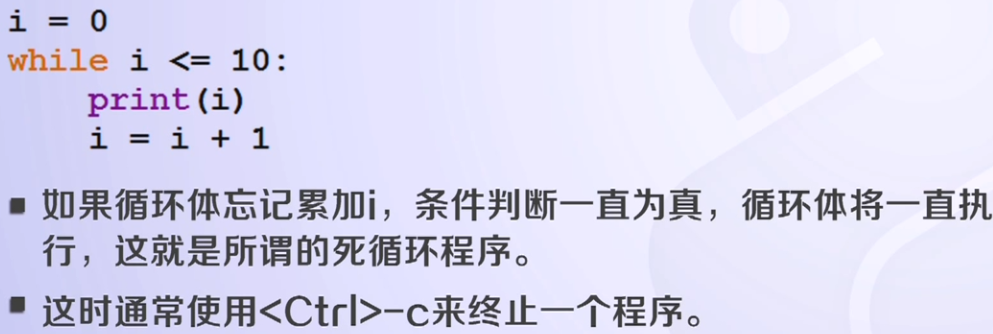 i = 0
while i <= 10:
    print(i)
    i = i + 1
▪ 如果循环体忘记累加i，条件判断一直为真，循环体将一直执
行，这就是所谓的死循环程序。
▪ 这时通常使用<Ctrl>-c来终止一个程序。